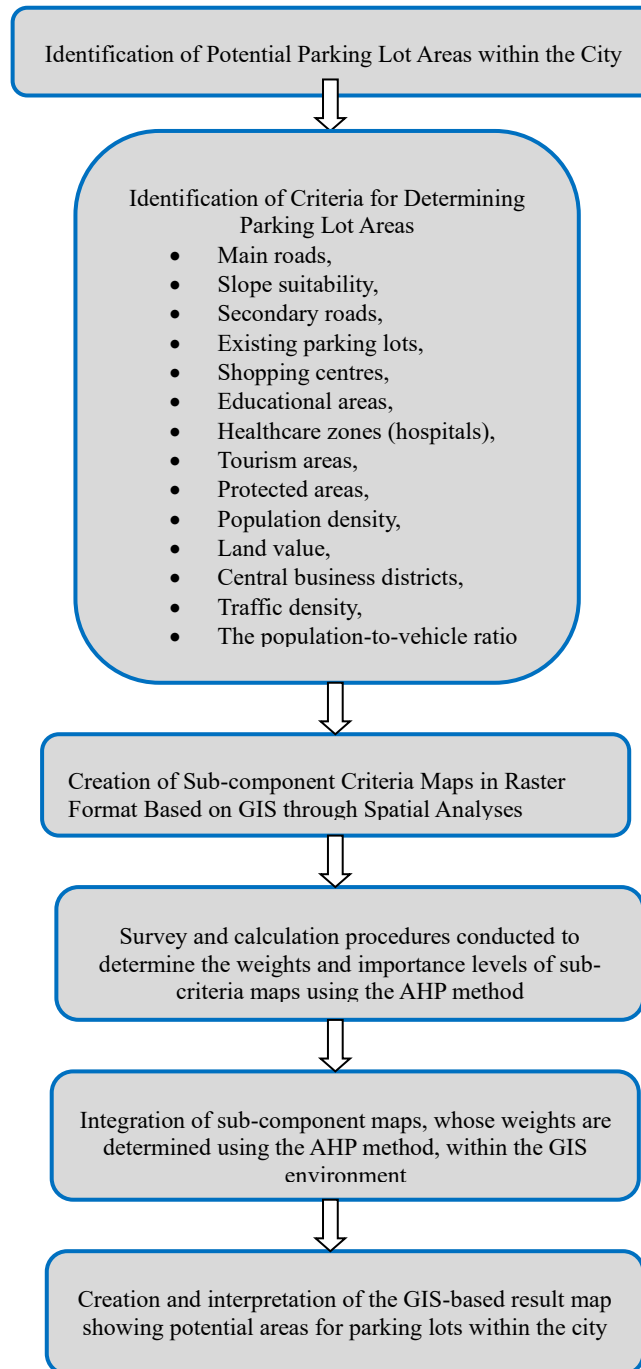 Identification of Potential Parking Lot Areas within the City
Identification of Criteria for Determining
Parking Lot Areas
• Main roads,
• Slope suitability,
• Secondary roads,
• Existing parking lots,
• Shopping centres,
• Educational areas,
• Healthcare zones (hospitals),
• Tourism areas,
• Protected areas,
• Population density,
• Land value,
• Central business districts,
• Traffic density,
• The population-to-vehicle ratio
Creation of Sub-component Criteria Maps in Raster
Format Based on GIS through Spatial Analyses
Survey and calculation procedures conducted to
determine the weights and importance levels of sub-
criteria maps using the AHP method
Integration of sub-component maps, whose weights are
determined using the AHP method, within the GIS
environment
Creation and interpretation of the GIS-based result map
showing potential areas for parking lots within the city